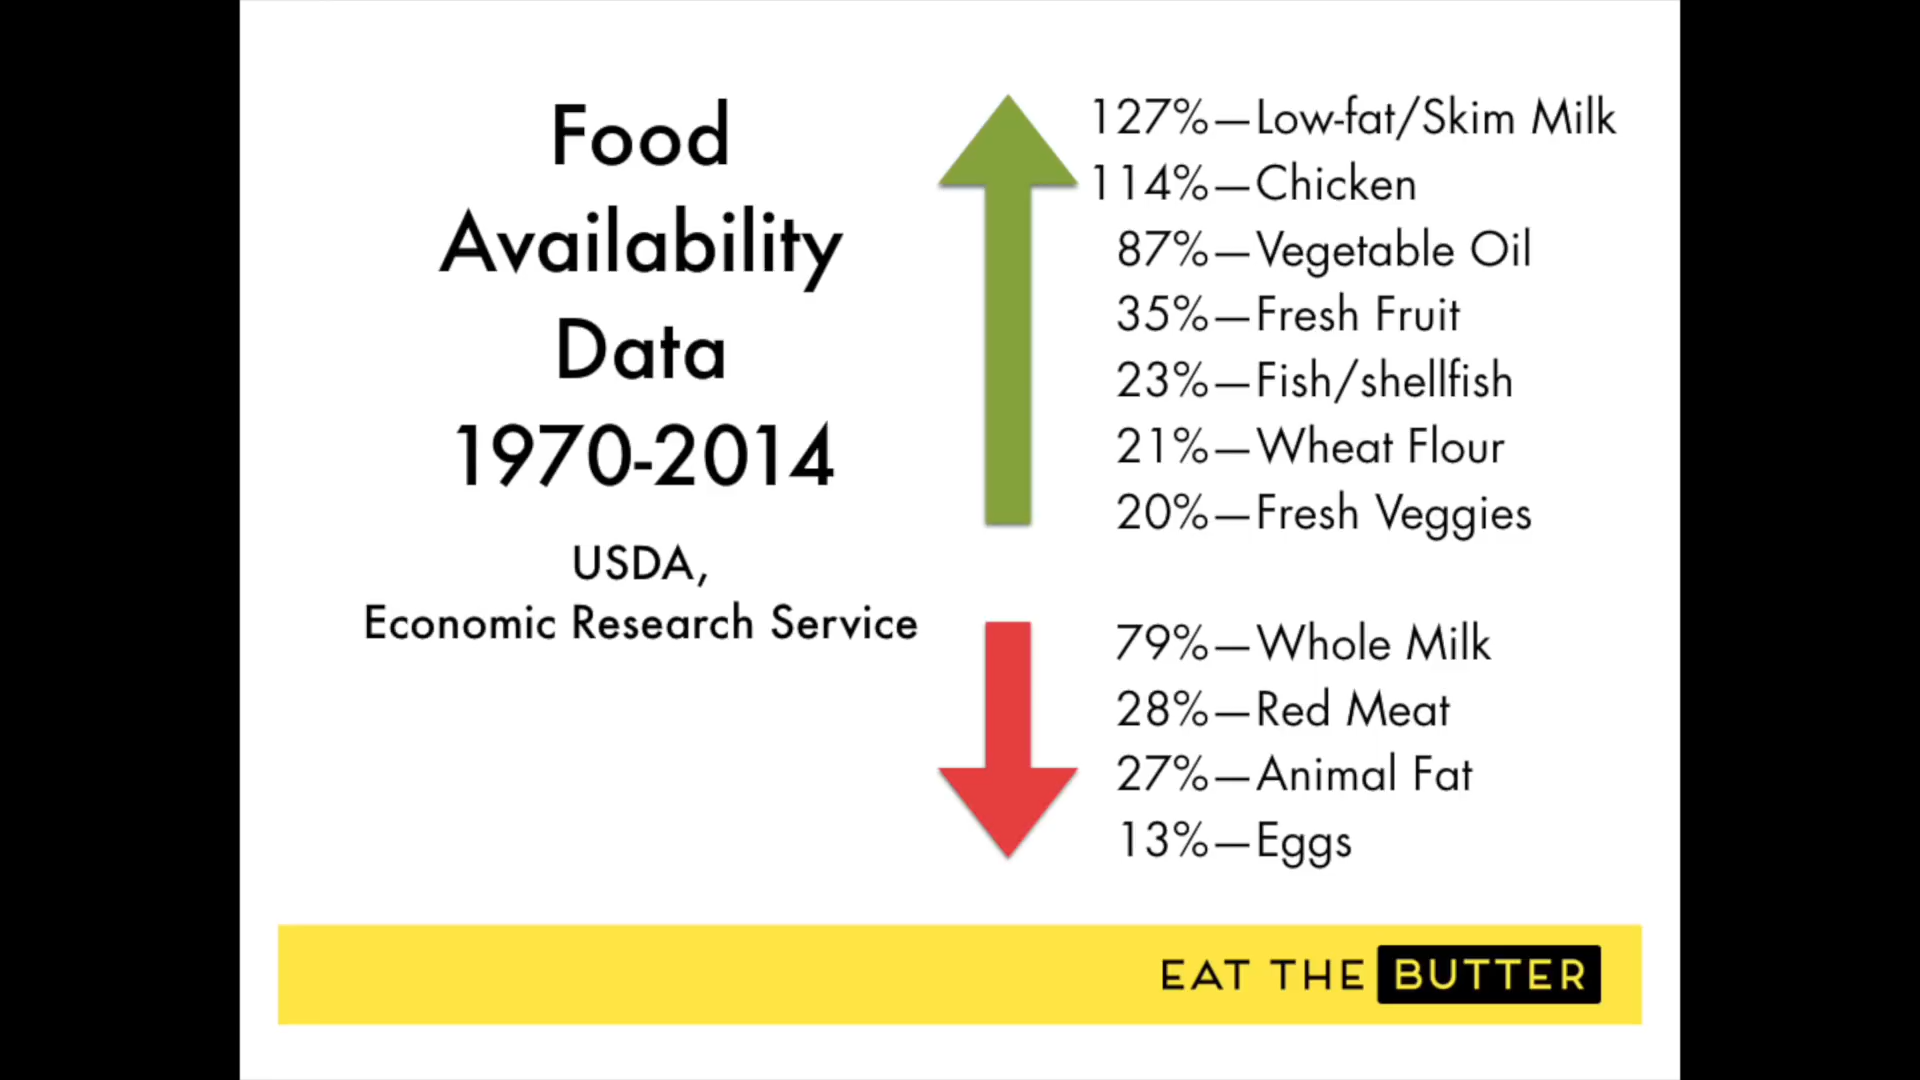 Food
Availability
Data
1970-2014
USDA,
Economic Research Service
127%—Low-fat/Skim Milk
114%—Chicken
87%—Vegetable Oil
35%—Fresh Fruit
23%—Fish/shellfish
21%—Wheat Flour
20%—Fresh Veggies
79%—Whole Milk
28%—Red Meat
27%—Animal Fat
13%—Eggs
EAT THE BUTTER